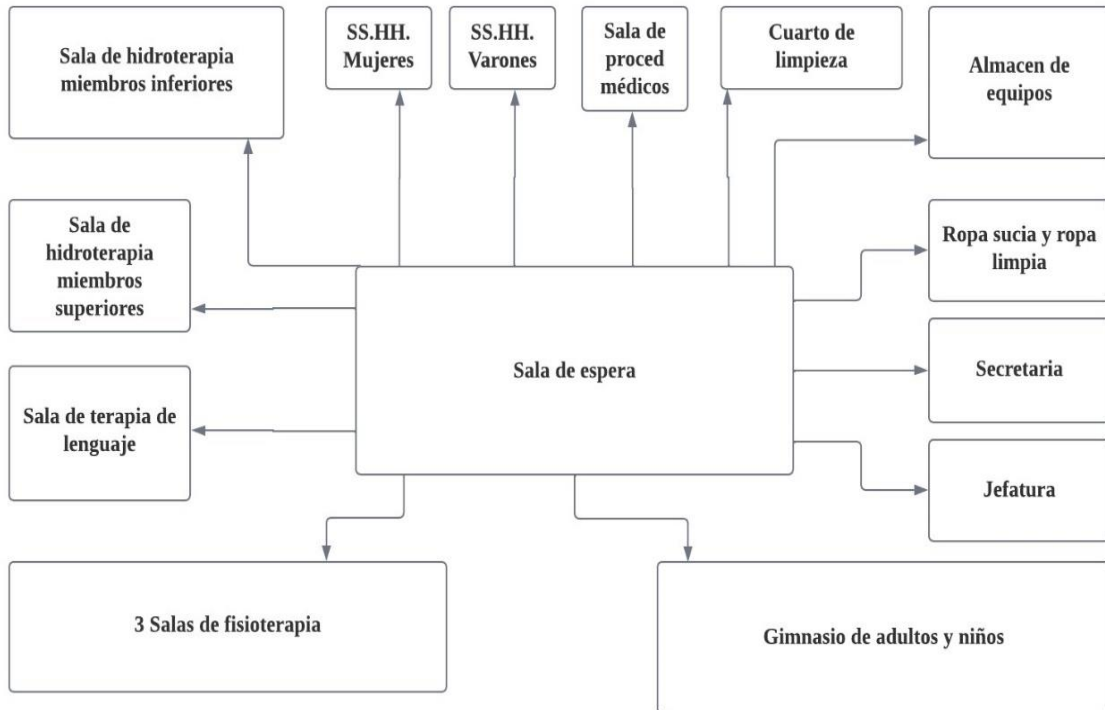 Sala de hidroterapia
miembros inferiores
SS.HH.
Mujeres
SS.HH.
Varones
Sala de
proced
médicos
Cuarto de
limpieza
Almacen de
equipos
Sala de
hidroterapia
miembros
superiores
Ropa sucia y ropa
limpia
Sala de espera
Secretaria
Sala de terapia de
lenguaje
Jefatura
3 Salas de fisioterapia
Gimnasio de adultos y niños